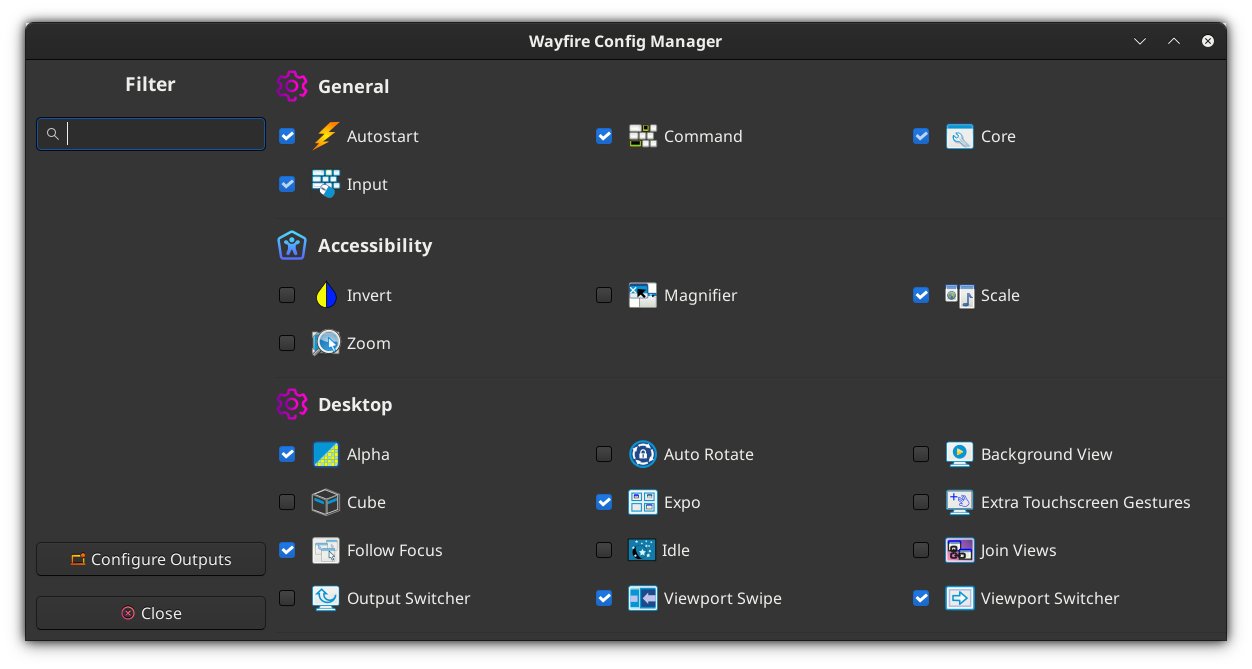 Wayfire Config Manager
Filter
General
Autostart
Command
Core
Input
Accessibility
Invert
Magnifier
Scale
Zoom
Desktop
Alpha
Auto Rotate
Background View
Cube
Expo
Extra Touchscreen Gestures
Follow Focus
Idle
Join Views
Output Switcher
Viewport Swipe
Viewport Switcher
Configure Outputs
Close